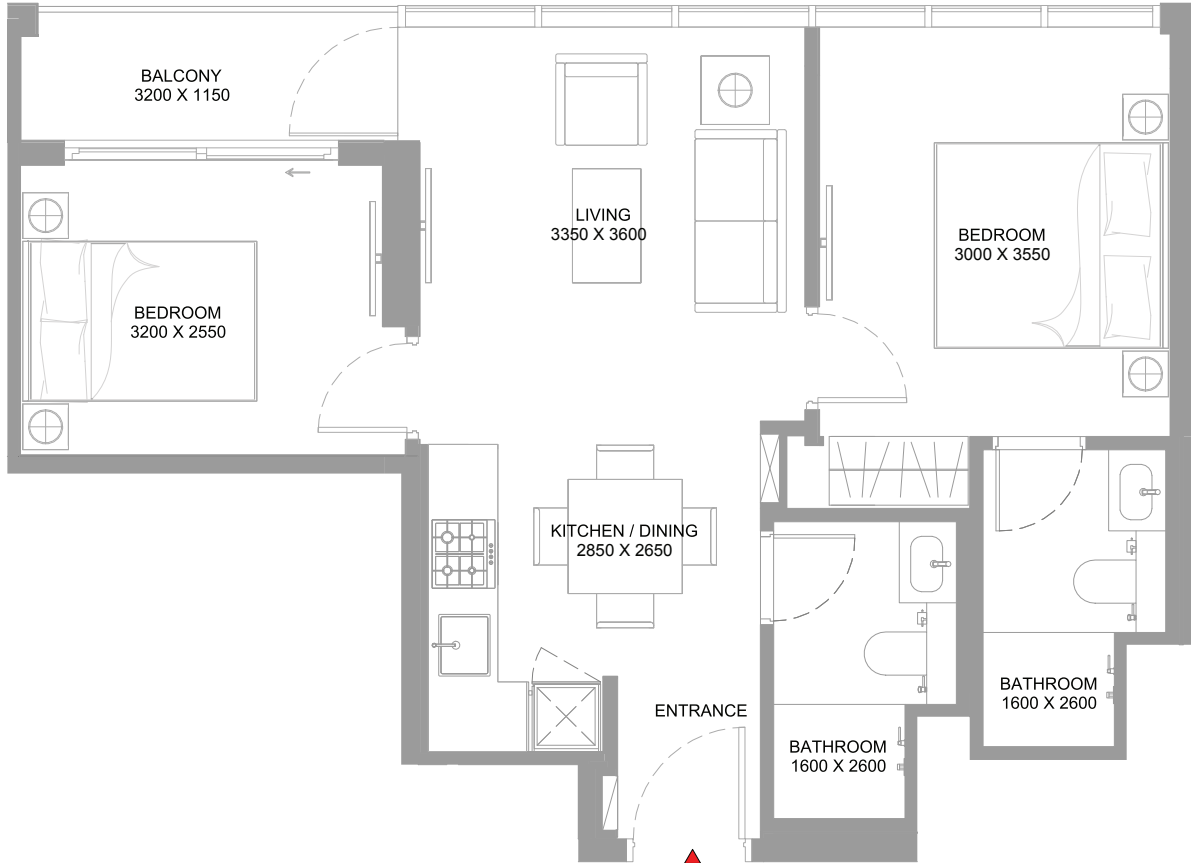 BALCONY
3200 X 1150
LIVING
3350 X 3600
BEDROOM
3000 X 3550
BEDROOM
3200 X 2550
KITCHEN / DINING
2850 X 2650
ENTRANCE
BATHROOM
1600 X 2600
BATHROOM
1600 X 2600